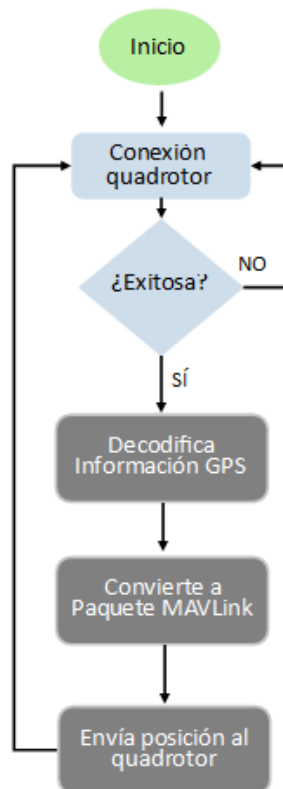 Inicio
Conexión
quadrotor
¿Exitosa?
NO
SÍ
Decodifica
Información GPS
Convierte a
Paquete MAVLink
Envía posición al
quadrotor